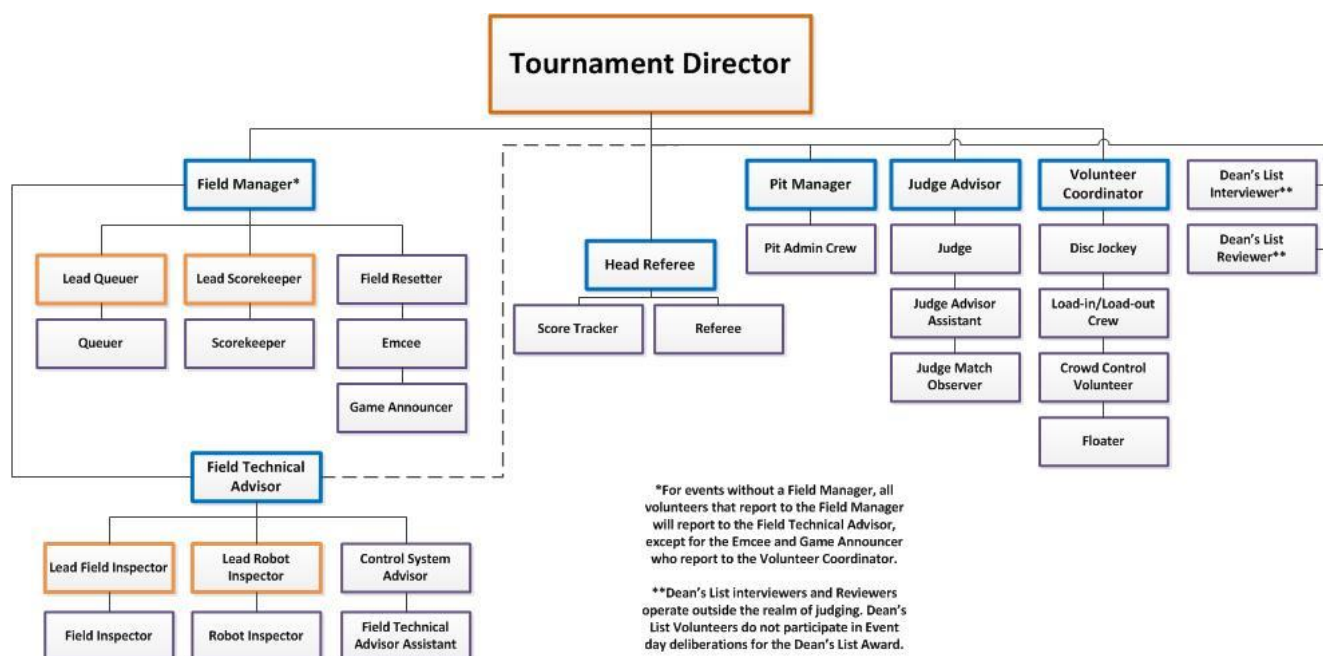 Tournament Director
Field Manager*
Pit Manager
Judge Advisor
Volunteer
Coordinator
Dean's List
Interviewer**
Lead Queuer
Lead Scorekeeper
Field Resetter
Head Referee
Pit Admin Crew
Judge
Disc Jockey
Dean's List
Reviewer**
Queuer
Scorekeeper
Emcee
Score Tracker
Referee
Judge Advisor
Assistant
Load-in/Load-out
Crew
Game Announcer
Judge Match
Observer
Crowd Control
Volunteer
Floater
Field Technical
Advisor
Lead Field Inspector
Lead Robot
Inspector
Control System
Advisor
Field Inspector
Robot Inspector
Field Technical
Advisor Assistant
*For events without a Field Manager, all
volunteers that report to the Field Manager
will report to the Field Technical Advisor,
except for the Emcee and Game Announcer
who report to the Volunteer Coordinator.
**Dean's List interviewers and Reviewers
operate outside the realm of judging. Dean's
List Volunteers do not participate in Event
day deliberations for the Dean's List Award.